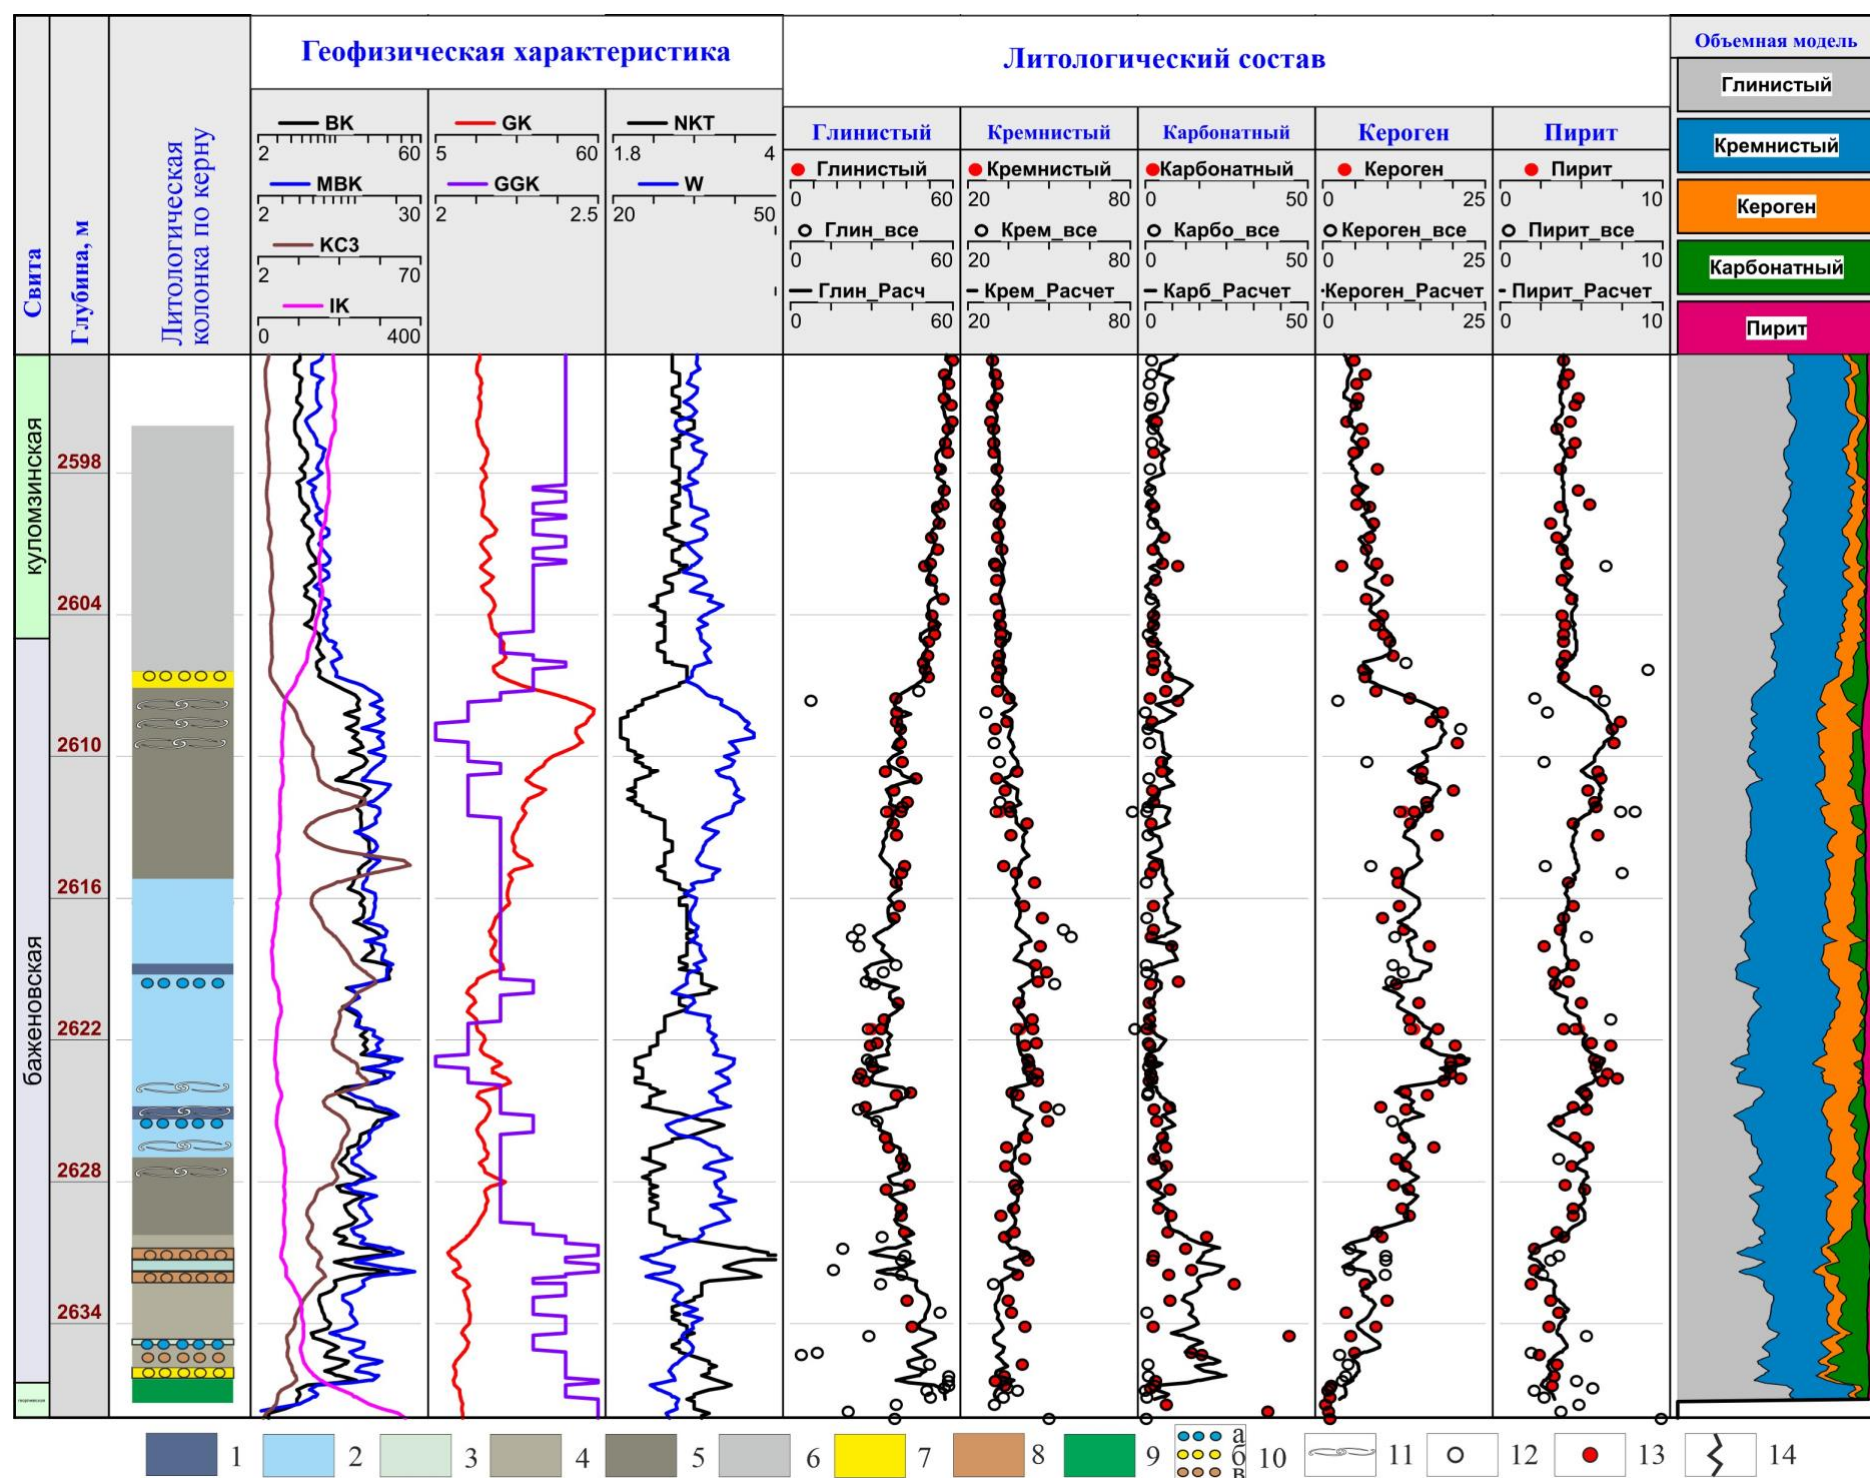 Свита
Глубина, м
Литологическая
колонка по керну
Геофизическая характеристика
BK
2 60
MBK
2 30
KC3
2 70
IK
0 400
GK
5 60
GGK
2 2.5
NKT
1.8 4
W
20 50
Литологический состав
Глинистый
Глинистый
0 60
Глин_все
0 60
Глин_Расч
0 60
Кремнистый
Кремнистый
20 80
Крем_все
20 80
Крем_Расчет
20 80
Карбонатный
Карбонатный
0 50
Карбо_все
0 50
Карб_Расчет
0 50
Кероген
Кероген
0 25
Кероген_все
0 25
Кероген_Расчет
0 25
Пирит
Пирит
0 10
Пирит_все
0 10
Пирит_Расчет
0 10
Объемная модель
Глинистый
Кремнистый
Кероген
Карбонатный
Пирит
куломзинская
баженовская
2598
2604
2610
2616
2622
2628
2634
1 2 3 4 5 6 7 8 9 а б в 10 11 12 13 14